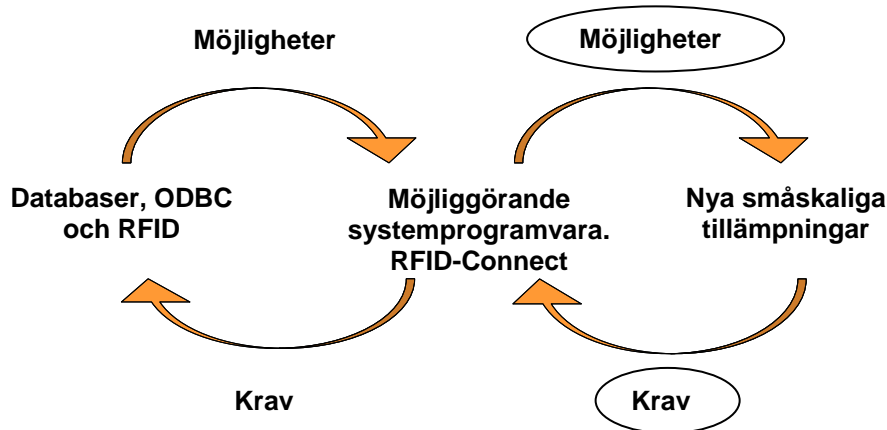 Möjligheter
Möjligheter
Databaser, ODBC
och RFID
Möjliggörande
systemprogramvara.
RFID-Connect
Nya småskaliga
tillämpningar
Krav
Krav